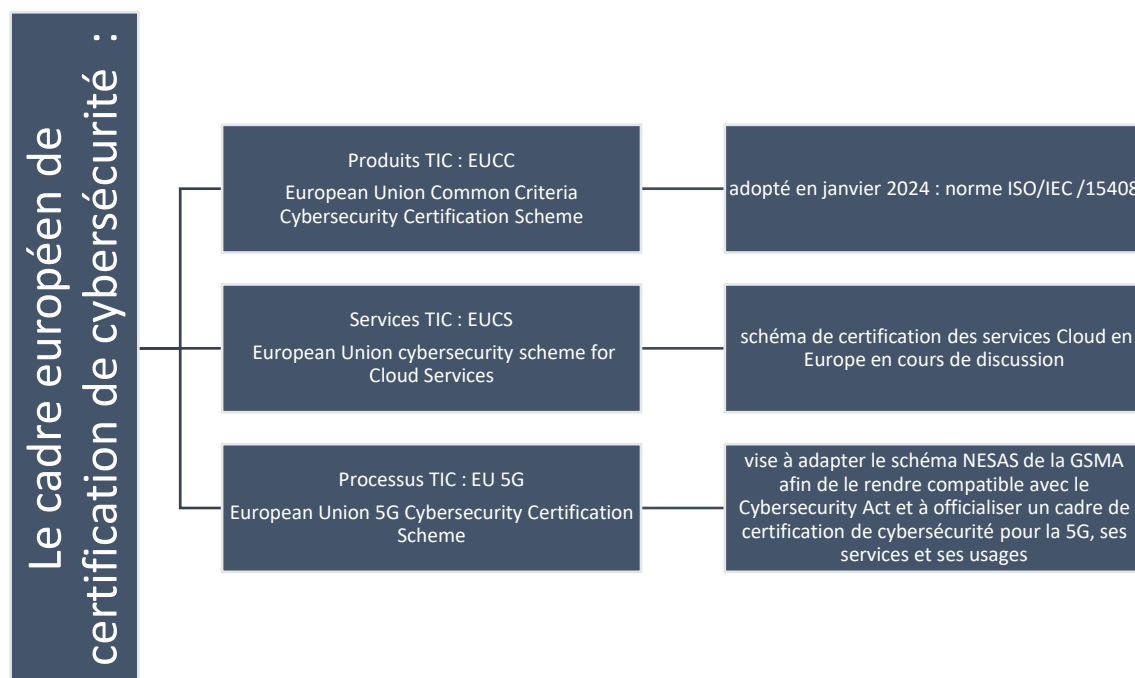 Le cadre européen de
certification de cybersécurité :
Produits TIC : EUCC
European Union Common Criteria
Cybersecurity Certification Scheme
adopté en janvier 2024 : norme ISO/IEC /15408
Services TIC : EUCS
European Union cybersecurity scheme for
Cloud Services
schéma de certification des services Cloud en
Europe en cours de discussion
Processus TIC : EU 5G
European Union 5G Cybersecurity Certification
Scheme
vise à adapter le schéma NESAS de la GSMA
afin de le rendre compatible avec le
Cybersecurity Act et à officialiser un cadre de
certification de cybersécurité pour la 5G, ses
services et ses usages